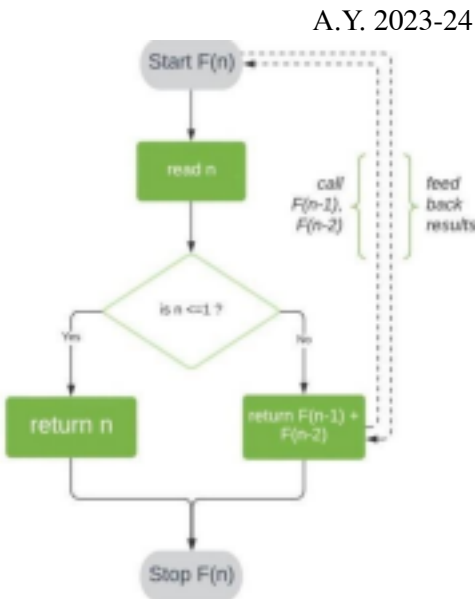 A.Y. 2023-24
Start F(n)
read n
call
F(n-1),
F(n-2)
feed
back
results
is n <=1 ?
Yes
No
return n
return F(n-1) +
F(n-2)
Stop F(n)